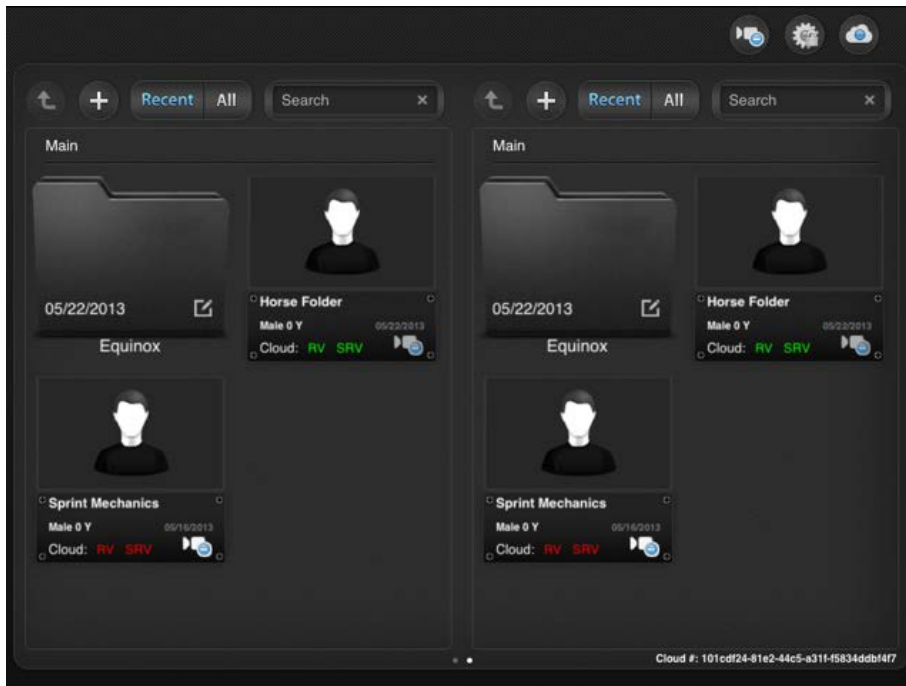 Recent All Search
Main
05/22/2013
Equinox
Horse Folder
Male 0 Y 05/22/2013
Cloud: RV SRV
Sprint Mechanics
Male 0 Y 05/16/2013
Cloud: RV SRV
Recent All Search
Main
05/22/2013
Equinox
Horse Folder
Male 0 Y 05/22/2013
Cloud: RV SRV
Sprint Mechanics
Male 0 Y 05/16/2013
Cloud: RV SRV
Cloud #: 101cdf24-81e2-44c5-a31f-f5834ddbf4f7